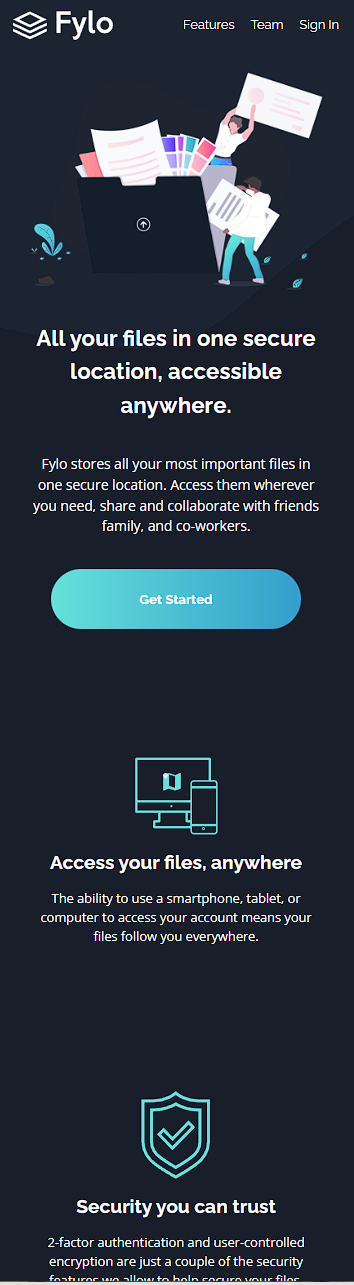 Fylo Features Team Sign In
All your files in one secure
location, accessible
anywhere.
Fylo stores all your most important files in
one secure location. Access them wherever
you need, share and collaborate with friends
family, and co-workers.
Get Started
Access your files, anywhere
The ability to use a smartphone, tablet, or
computer to access your account means your
files follow you everywhere.
Security you can trust
2-factor authentication and user-controlled
encryption are just a couple of the security
features we allow to help secure your files.